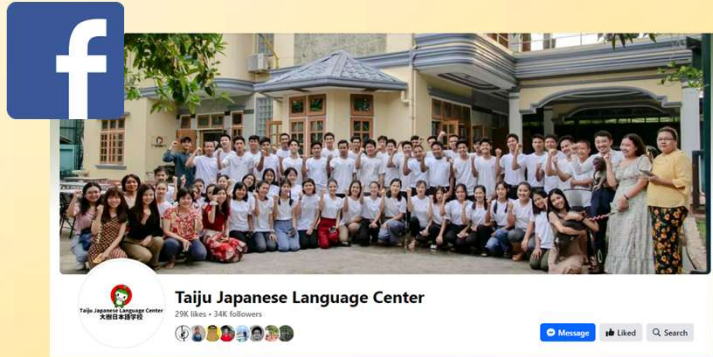 f
Taiju Japanese Language Center
大樹日本語学校
Taiju Japanese Language Center
29K likes • 34K followers
Message
Liked
Search